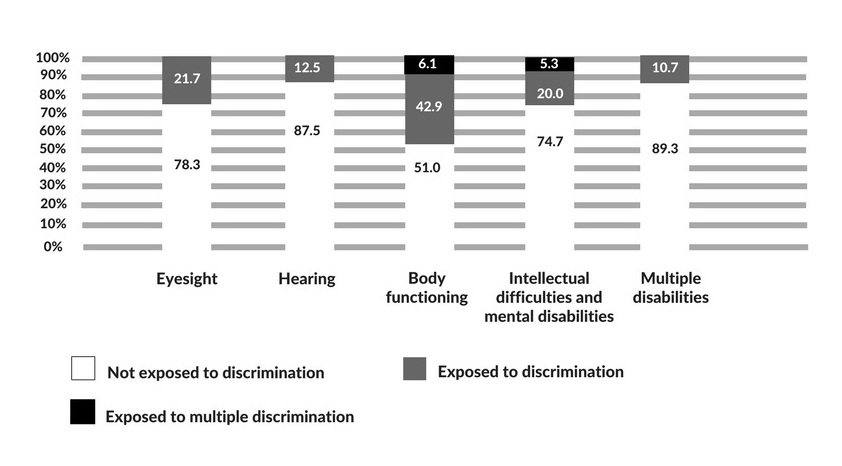 100%
90%
80%
70%
60%
50%
40%
30%
20%
10%
0%
21.7
78.3
12.5
87.5
6.1
42.9
51.0
5.3
20.0
74.7
10.7
89.3
Eyesight
Hearing
Body
functioning
Intellectual
difficulties and
mental disabilities
Multiple
disabilities
Not exposed to discrimination
Exposed to discrimination
Exposed to multiple discrimination